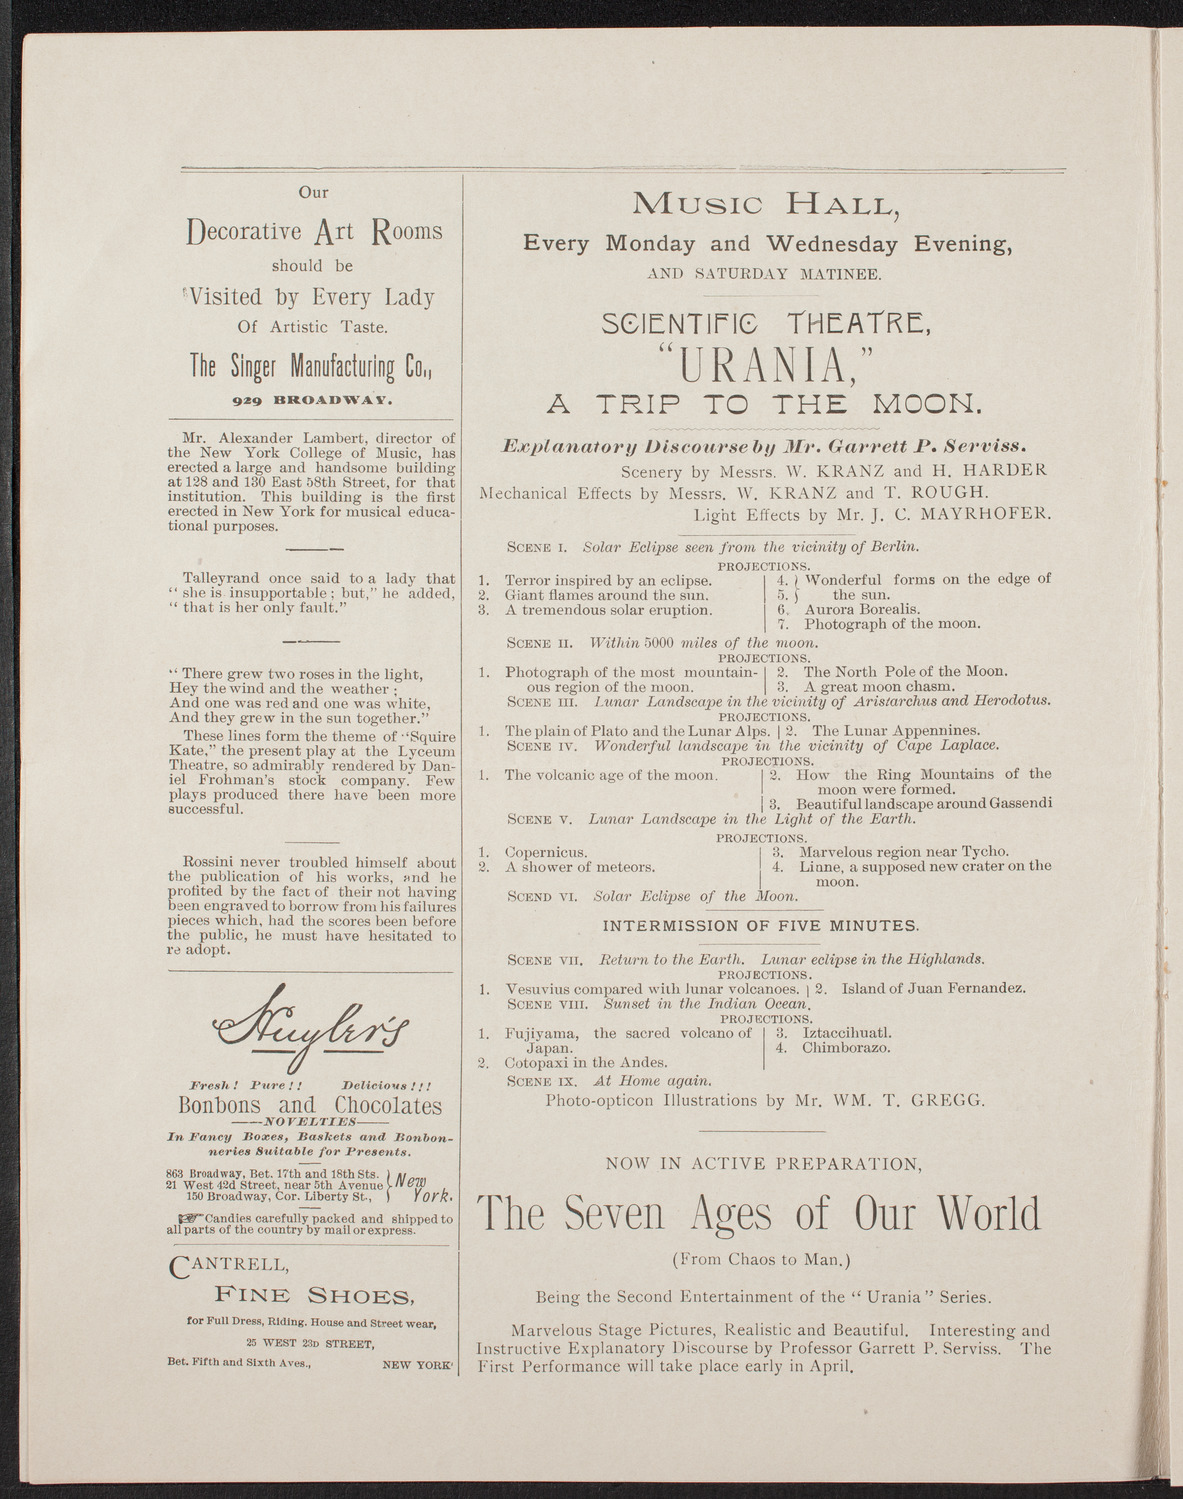 Our
Decorative Art Rooms
should be
Visited by Every Lady
Of Artistic Taste.
The Singer Manufacturing Co.,
929 BROADWAY.
Mr. Alexander Lambert, director of
the New York College of Music, has
erected a large and handsome building
at 128 and 130 East 58th Street, for that
institution. This building is the first
erected in New York for musical educa-
tional purposes.
Talleyrand once said to a lady that
" she is insupportable ; but," he added,
" that is her only fault."
" There grew two roses in the light,
Hey the wind and the weather ;
And one was red and one was white,
And they grew in the sun together."
These lines form the theme of "Squire
Kate," the present play at the Lyceum
Theatre, so admirably rendered by Dan-
iel Frohman's stock company. Few
plays produced there have been more
successful.
Rossini never troubled himself about
the publication of his works, and he
profited by the fact of their not having
been engraved to borrow from his failures
pieces which, had the scores been before
the public, he must have hesitated to
re adopt.
Huyler's
Fresh ! Pure ! ! Delicious ! ! !
Bonbons and Chocolates
NOVELTIES
In Fancy Boxes, Baskets and Bonbon-
neries Suitable for Presents.
863 Broadway, Bet. 17th and 18th Sts.
21 West 42d Street, near 5th Avenue
150 Broadway, Cor. Liberty St.,
New
York.
☞Candies carefully packed and shipped to
all parts of the country by mail or express.
CANTRELL,
FINE SHOES,
for Full Dress, Riding. House and Street wear,
25 WEST 23D STREET,
Bet. Fifth and Sixth Aves., NEW YORK'
MUSIC HALL,
Every Monday and Wednesday Evening,
AND SATURDAY MATINEE.
SCIENTIFIC THEATRE,
"URANIA,"
A TRIP TO THE MOON.
Explanatory Discourse by Mr. Garrett P. Serviss.
Scenery by Messrs. W. KRANZ and H. HARDER
Mechanical Effects by Messrs. W. KRANZ and T. ROUGH.
Light Effects by Mr. J. C. MAYRHOFER.
SCENE I. Solar Eclipse seen from the vicinity of Berlin.
PROJECTIONS.
1. Terror inspired by an eclipse.
2. Giant flames around the sun.
3. A tremendous solar eruption.
4. } Wonderful forms on the edge of
5. } the sun.
6. Aurora Borealis.
7. Photograph of the moon.
SCENE II. Within 5000 miles of the moon.
PROJECTIONS.
1. Photograph of the most mountain-
ous region of the moon.
2. The North Pole of the Moon.
3. A great moon chasm.
SCENE III. Lunar Landscape in the vicinity of Aristarchus and Herodotus.
PROJECTIONS.
1. The plain of Plato and the Lunar Alps. | 2. The Lunar Appennines.
SCENE IV. Wonderful landscape in the vicinity of Cape Laplace.
PROJECTIONS.
1. The volcanic age of the moon.
2. How the Ring Mountains of the
moon were formed.
3. Beautiful landscape around Gassendi
SCENE V. Lunar Landscape in the Light of the Earth.
PROJECTIONS.
1. Copernicus.
2. A shower of meteors.
3. Marvelous region near Tycho.
4. Linne, a supposed new crater on the
moon.
SCEND VI. Solar Eclipse of the Moon.
INTERMISSION OF FIVE MINUTES.
SCENE VII. Return to the Earth. Lunar eclipse in the Highlands.
PROJECTIONS.
1. Vesuvius compared with lunar volcanoes. | 2. Island of Juan Fernandez.
SCENE VIII. Sunset in the Indian Ocean.
PROJECTIONS.
1. Fujiyama, the sacred volcano of
Japan.
2. Cotopaxi in the Andes.
3. Iztaccihuatl.
4. Chimborazo.
SCENE IX. At Home again.
Photo-opticon Illustrations by Mr. WM. T. GREGG.
NOW IN ACTIVE PREPARATION,
The Seven Ages of Our World
(From Chaos to Man.)
Being the Second Entertainment of the " Urania " Series.
Marvelous Stage Pictures, Realistic and Beautiful. Interesting and
Instructive Explanatory Discourse by Professor Garrett P. Serviss. The
First Performance will take place early in April.